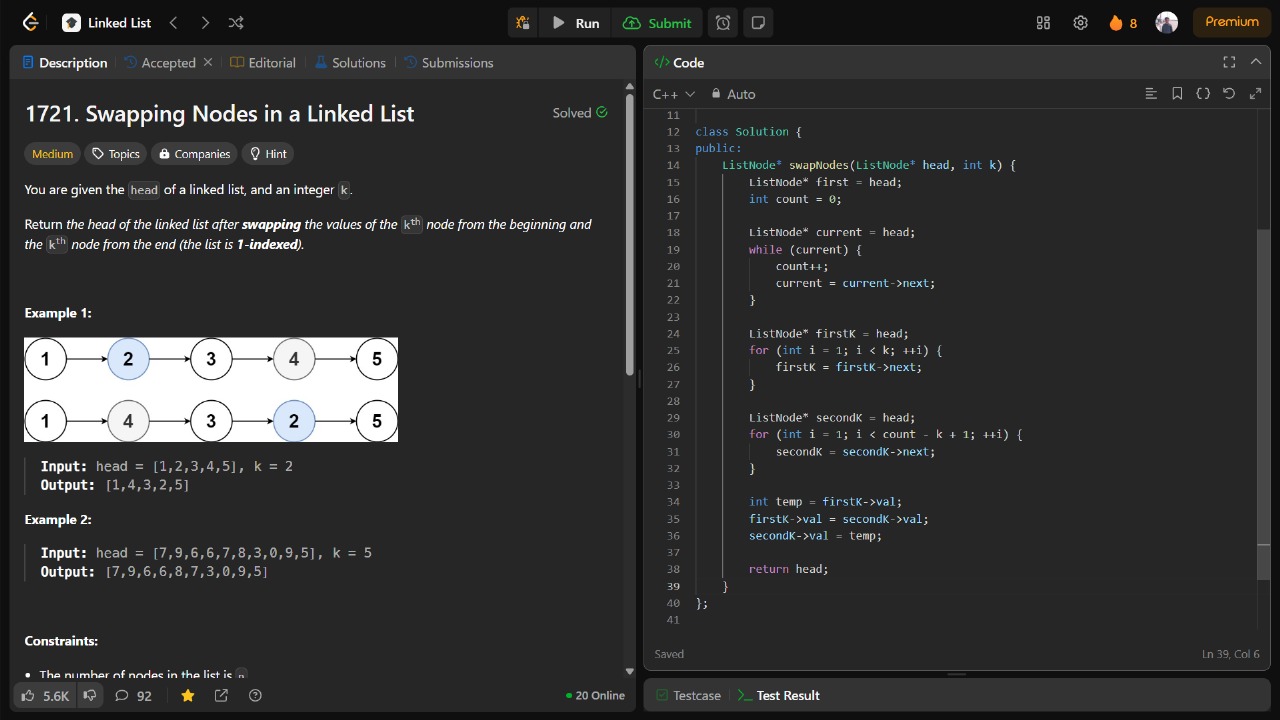 Linked List
Run
Submit
8
Premium
Description
Accepted
Editorial
Solutions
Submissions
1721. Swapping Nodes in a Linked List
Solved
Medium
Topics
Companies
Hint
You are given the head of a linked list, and an integer k.
Return the head of the linked list after swapping the values of the kth node from the beginning and
the kth node from the end (the list is 1-indexed).
Example 1:
1 2 3 4 5
1 4 3 2 5
Input: head = [1,2,3,4,5], k = 2
Output: [1,4,3,2,5]
Example 2:
Input: head = [7,9,6,6,7,8,3,0,9,5], k = 5
Output: [7,9,6,6,8,7,3,0,9,5]
Constraints:
• The number of nodes in the list is n
5.6K
92
20 Online
Code
C++
Auto
11
12 class Solution {
13 public:
14 ListNode* swapNodes(ListNode* head, int k) {
15 ListNode* first = head;
16 int count = 0;
17
18 ListNode* current = head;
19 while (current) {
20 count++;
21 current = current->next;
22 }
23
24 ListNode* firstK = head;
25 for (int i = 1; i < k; ++i) {
26 firstK = firstK->next;
27 }
28
29 ListNode* secondK = head;
30 for (int i = 1; i < count - k + 1; ++i) {
31 secondK = secondK->next;
32 }
33
34 int temp = firstK->val;
35 firstK->val = secondK->val;
36 secondK->val = temp;
37
38 return head;
39 }
40 };
41
Saved
Ln 39, Col 6
Testcase
Test Result